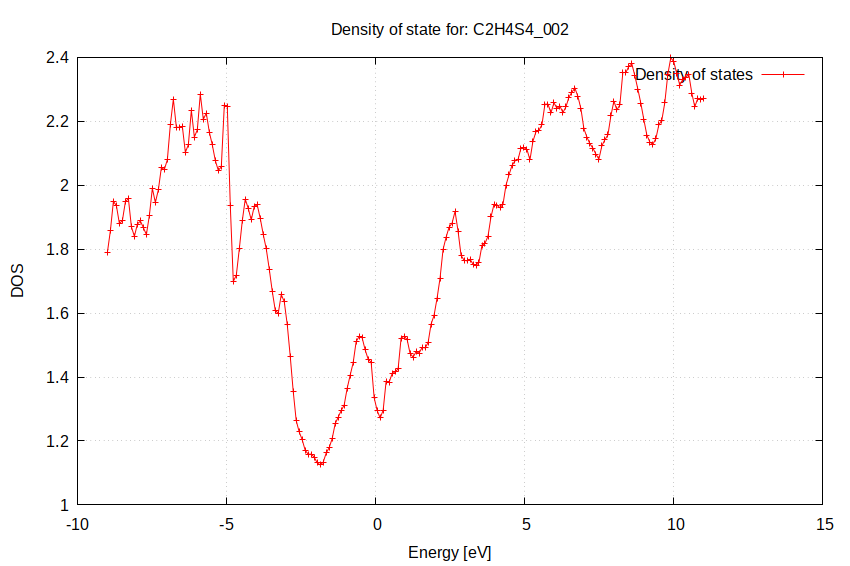 Density of state for: C2H4S4_002
2.4
Density of states
2.2
2
1.8
DOS
1.6
1.4
1.2
1
-10 -5 0 5 10 15
Energy [eV]